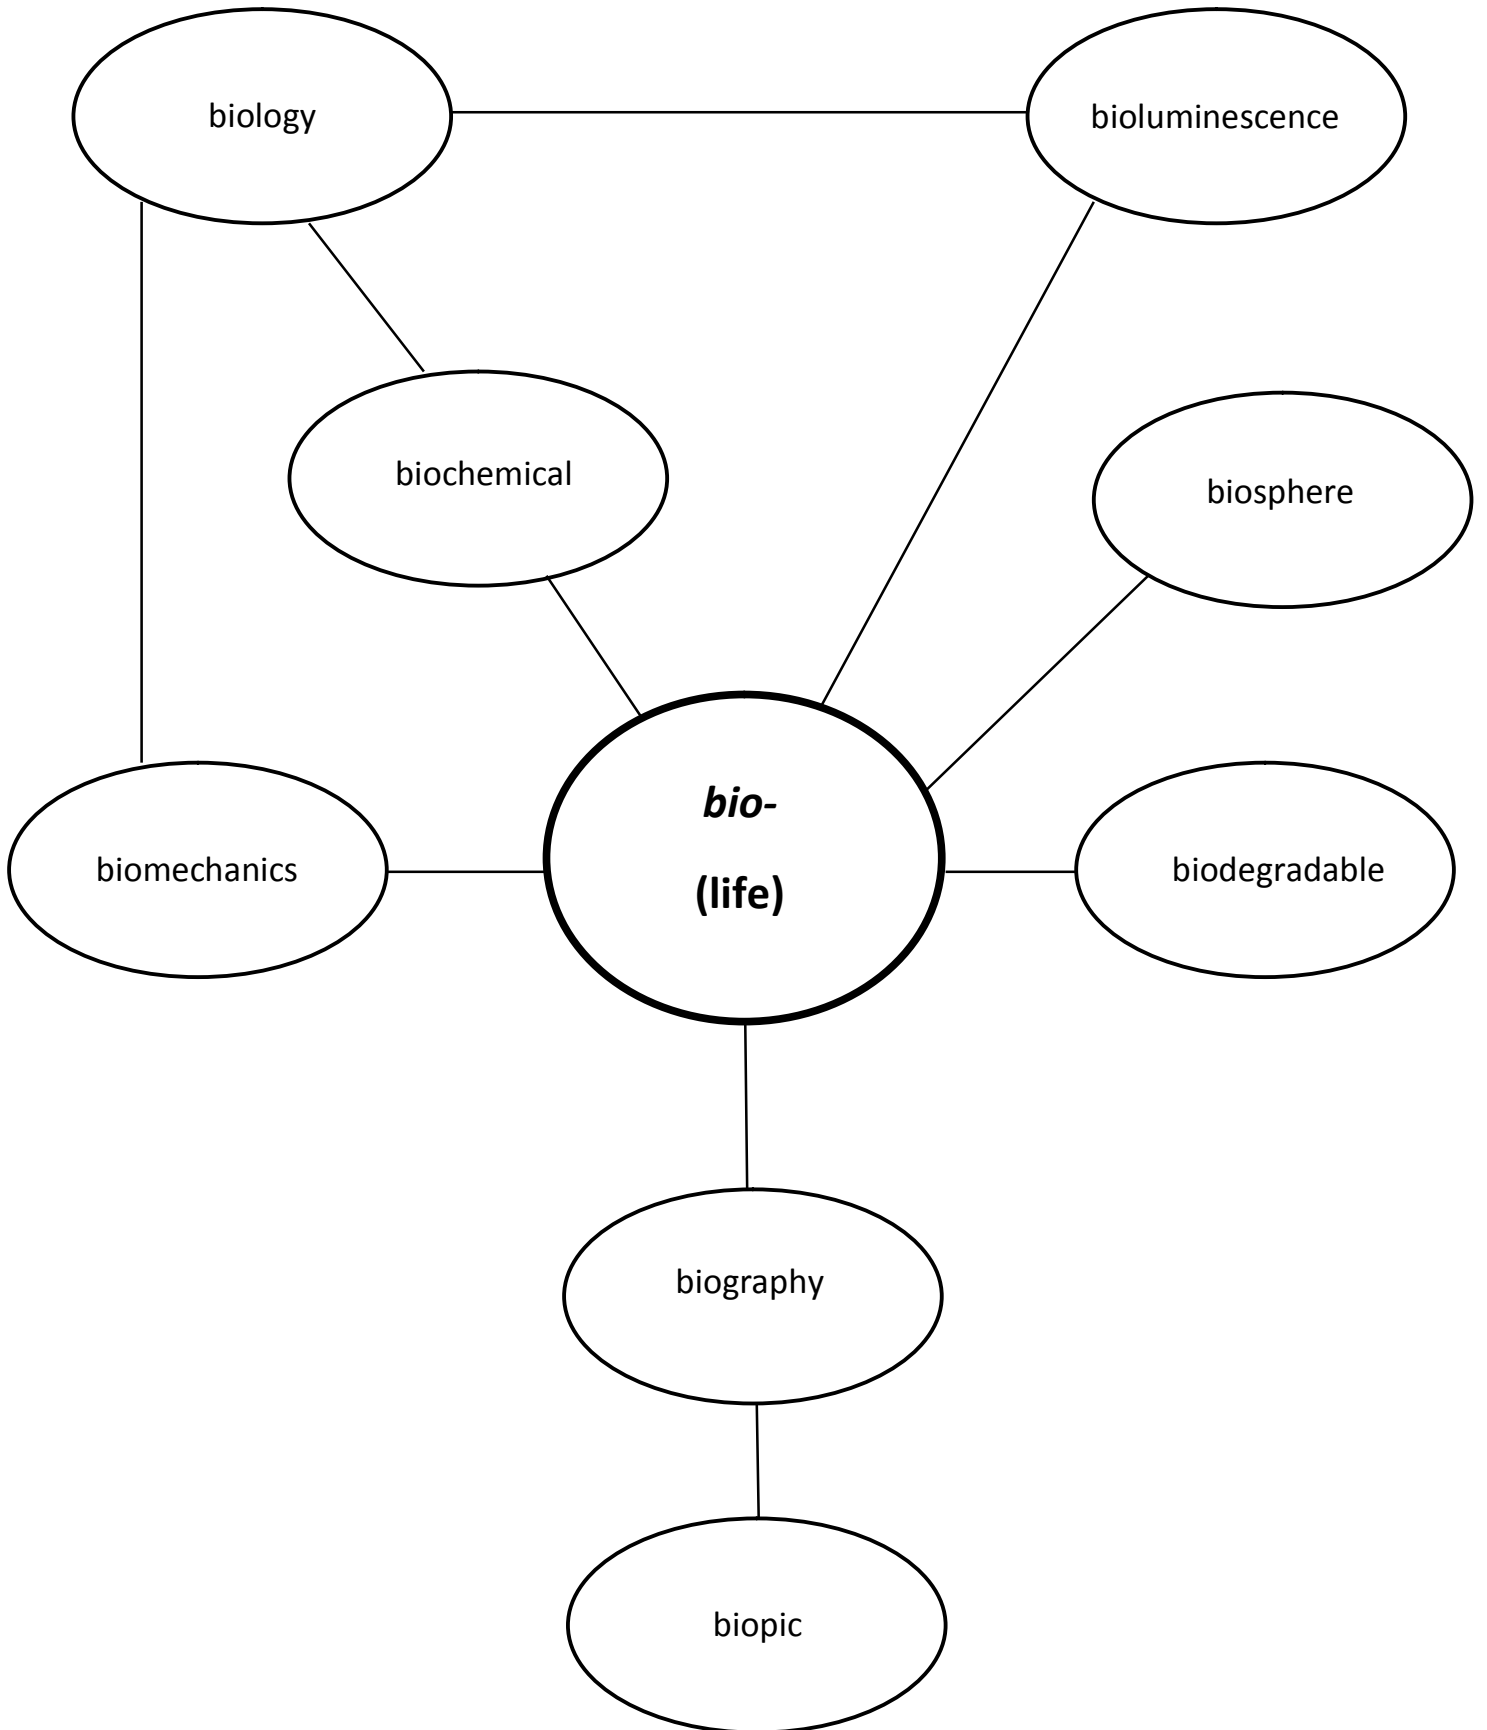 biology
bioluminescence
biochemical
biosphere
bio-
(life)
biomechanics
biodegradable
biography
biopic